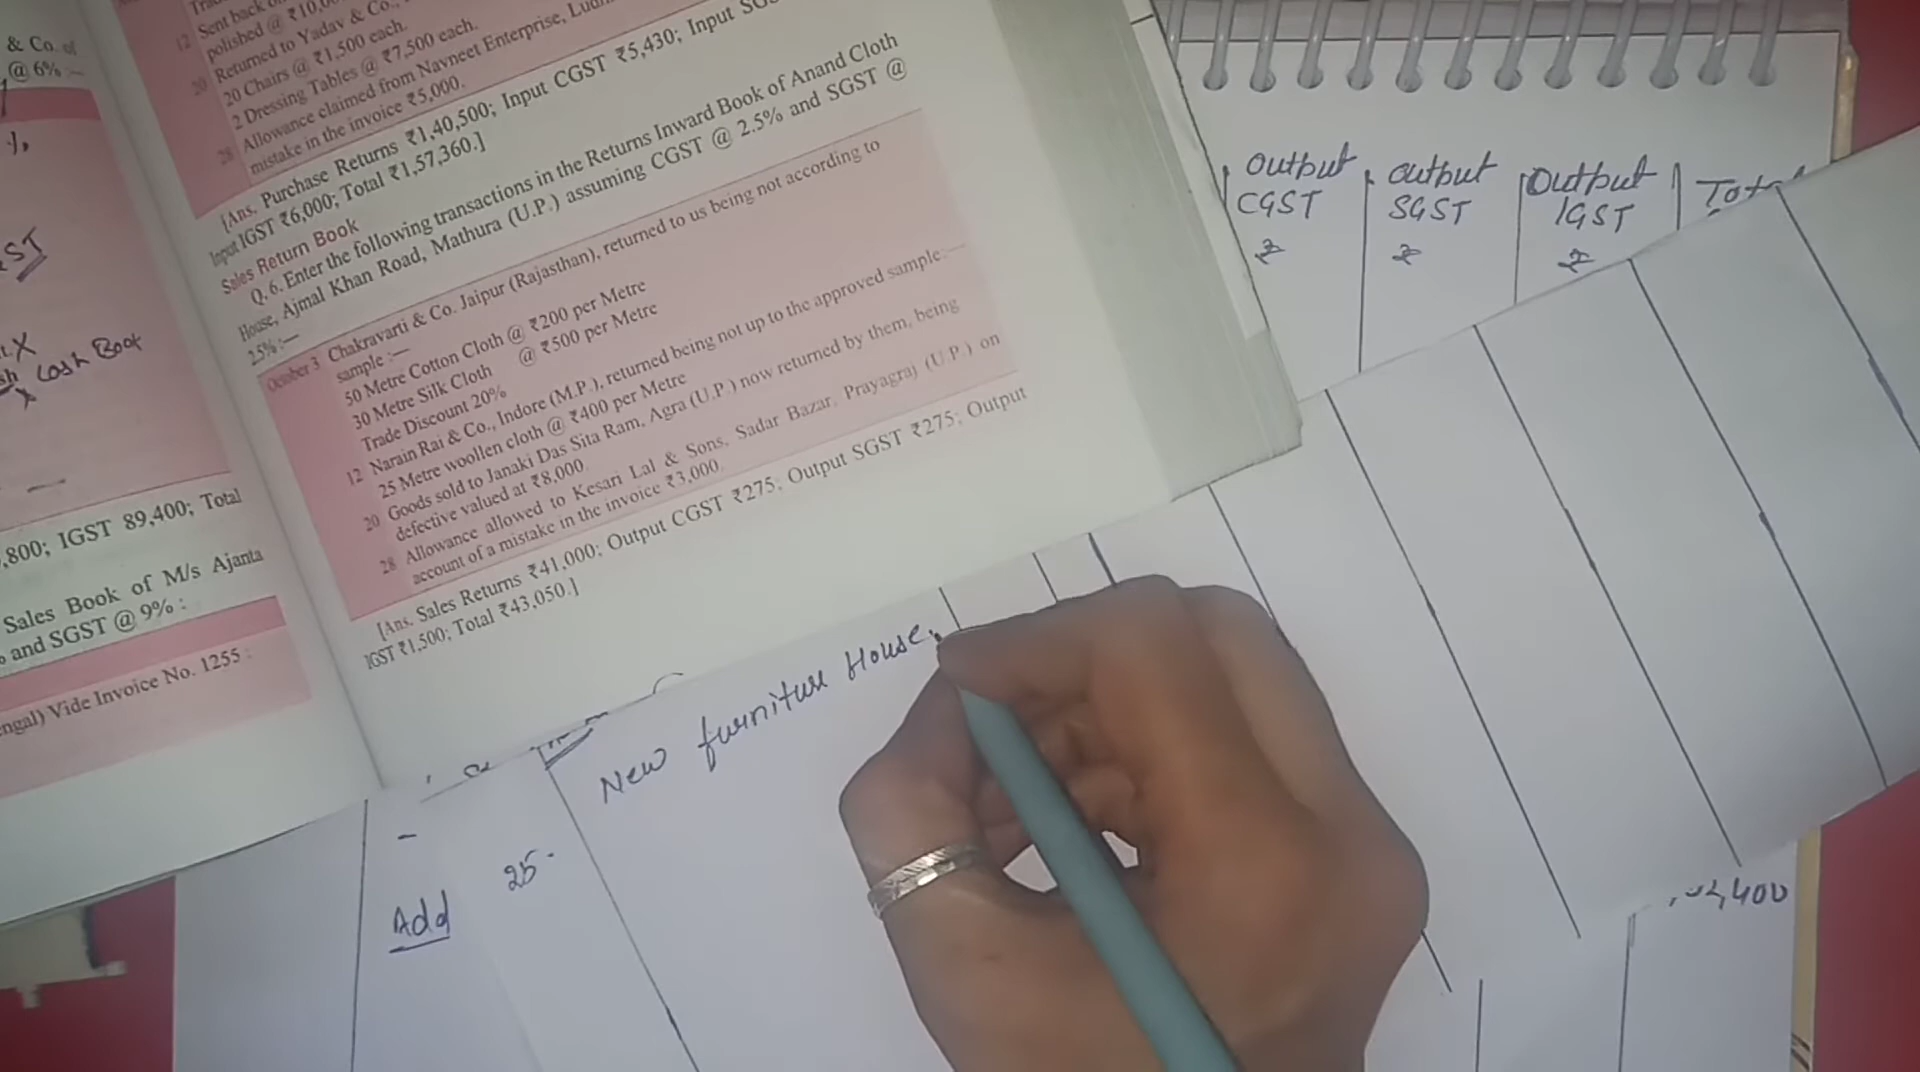 & Co. of
@ 6% :—
ST
X
x Cash Book
,800; IGST 89,400; Total
Sales Book of M/s Ajanta
and SGST @ 9% :
engal) Vide Invoice No. 1255 :
12 Sent back
polished @ ₹10,0
20 Returned to Yadav & Co.,
20 Chairs @ ₹1,500 each.
2 Dressing Tables @ ₹7,500 each.
28 Allowance claimed from Navneet Enterprise,
mistake in the invoice ₹5,000.
[Ans. Purchase Returns ₹1,40,500; Input CGST ₹5,430; Input
Input IGST ₹6,000; Total ₹1,57,360.]
Sales Return Book
Q. 6. Enter the following transactions in the Returns Inward Book of Anand Cloth
House, Ajmal Khan Road, Mathura (U.P.) assuming CGST @ 2.5% and SGST @
2.5% :—
October 3 Chakravarti & Co. Jaipur (Rajasthan), returned to us being not according to
sample :—
50 Metre Cotton Cloth @ ₹200 per Metre
30 Metre Silk Cloth @ ₹500 per Metre
Trade Discount 20%
12 Narain Rai & Co., Indore (M.P.), returned being not up to the approved sample :—
25 Metre woollen cloth @ ₹400 per Metre
20 Goods sold to Janaki Das Sita Ram, Agra (U.P.) now returned by them, being
defective valued at ₹8,000.
28 Allowance allowed to Kesari Lal & Sons, Sadar Bazar, Prayagraj (U.P.) on
account of a mistake in the invoice ₹3,000.
[Ans. Sales Returns ₹41,000; Output CGST ₹275; Output SGST ₹275; Output
IGST ₹1,500; Total ₹43,050.]
output CGST ₹
output SGST ₹
Output IGST ₹
New furniture House,
25
Add
,400